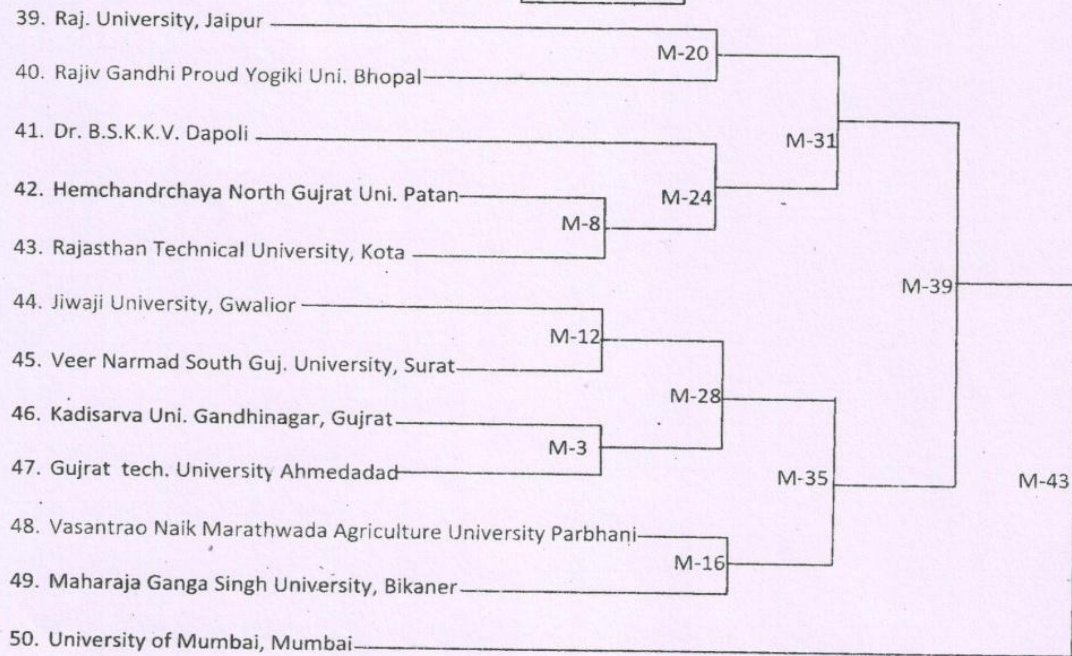 39. Raj. University, Jaipur
M-20
40. Rajiv Gandhi Proud Yogiki Uni. Bhopal
41. Dr. B.S.K.K.V. Dapoli
M-31
42. Hemchandrchaya North Gujrat Uni. Patan
M-24
M-8
43. Rajasthan Technical University, Kota
M-39
44. Jiwaji University, Gwalior
M-12
45. Veer Narmad South Guj. University, Surat
M-28
46. Kadisarva Uni. Gandhinagar, Gujrat
M-3
47. Gujrat tech. University Ahmedadad
M-35
M-43
48. Vasantrao Naik Marathwada Agriculture University Parbhani
M-16
49. Maharaja Ganga Singh University, Bikaner
50. University of Mumbai, Mumbai